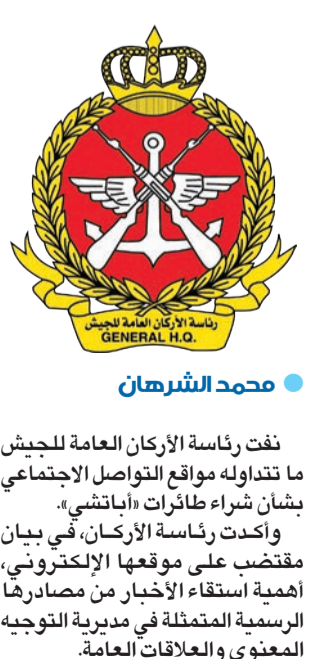 رئاسة الأركان العامة للجيش
GENERAL H.Q.
محمد الشرهان
نفت رئاسة الأركان العامة للجيش
ما تتداوله مواقع التواصل الاجتماعي
بشأن شراء طائرات «أباتشي».
وأكدت رئاسة الأركان، في بيان
مقتضب على موقعها الإلكتروني،
أهمية استقاء الأخبار من مصادرها
الرسمية المتمثلة في مديرية التوجيه
المعنوي والعلاقات العامة.